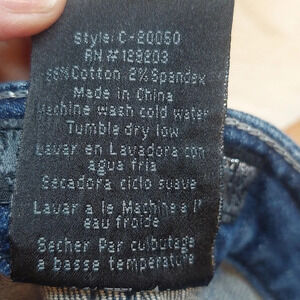 Style: C-20050
RN #129203
98% Cotton 2% Spandex
Made in China
Machine wash cold water
Tumble dry low
Lavar en Lavadora con
agua fria
Secadora ciclo suave
Lavar a le Machine a l'
eau froide
Secher Par culbutage
a basse temperature